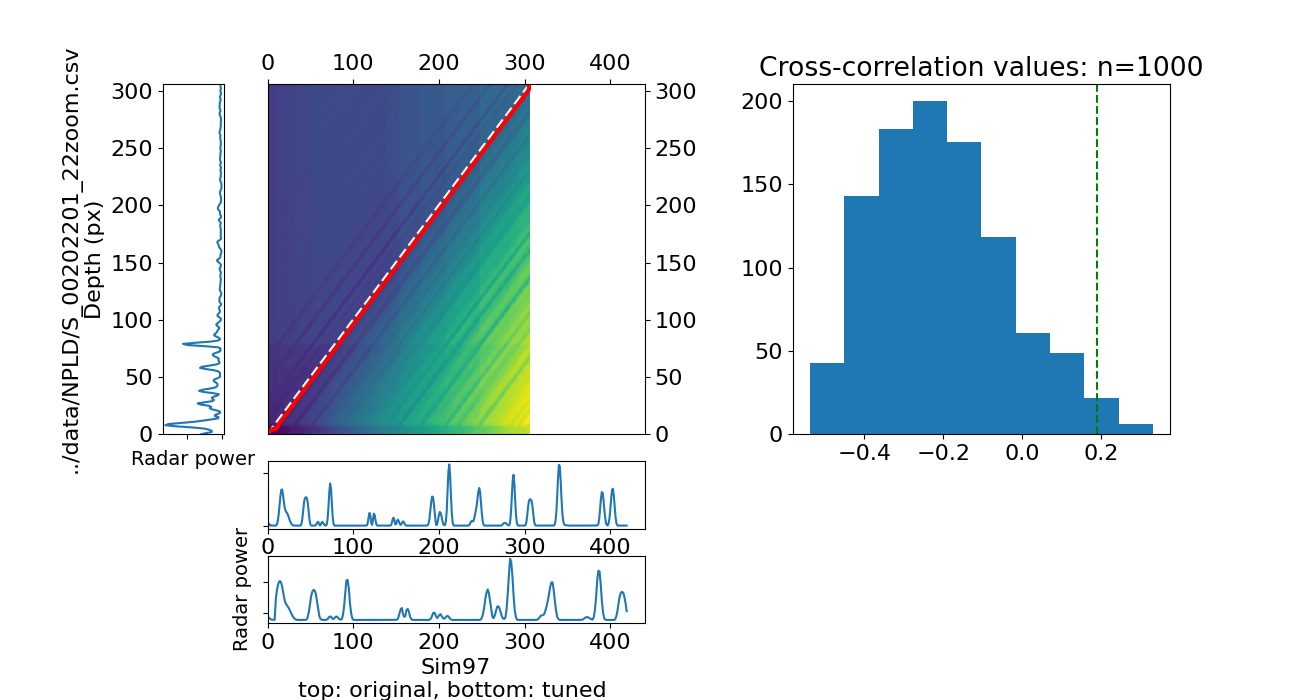 ../data/NPLD/S_00202201_22zoom.csv
Depth (px)
300
250
200
150
100
50
0
Radar power
0 100 200 300 400
300
250
200
150
100
50
0
0 100 200 300 400
Radar power
0 100 200 300 400
Sim97
top: original, bottom: tuned
Cross-correlation values: n=1000
200
150
100
50
0
−0.4 −0.2 0.0 0.2